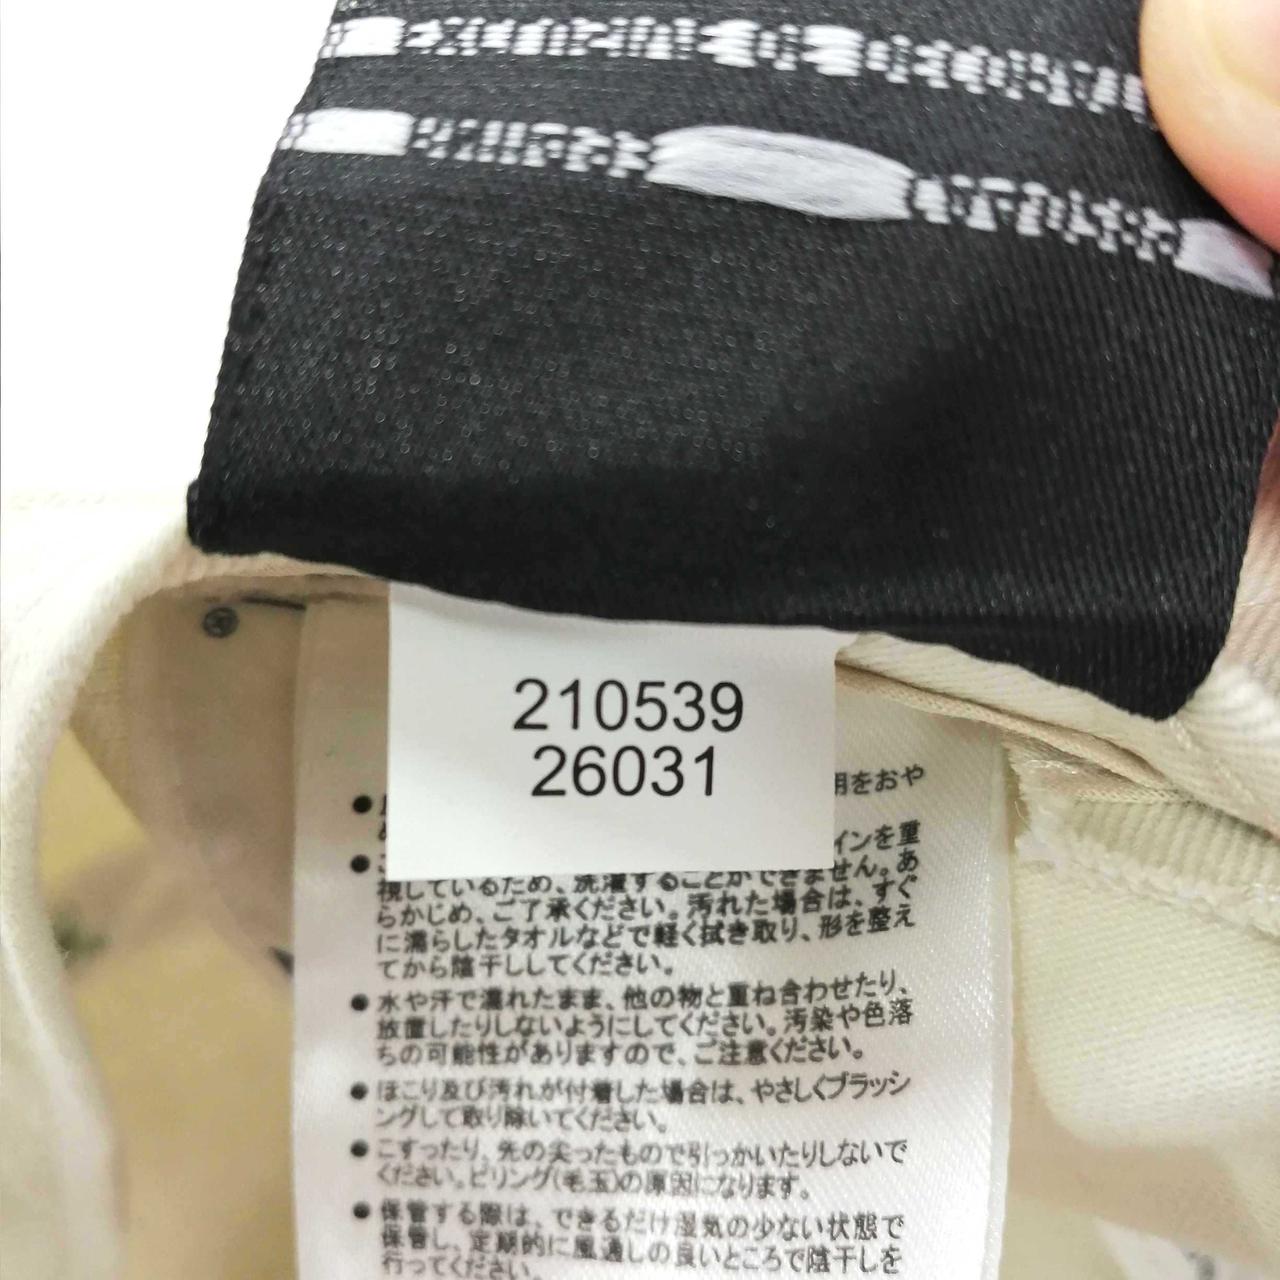 210539
26031
用をおや
インを重
視しているため、洗濯することができません。あ
らかじめ、ご了承ください。汚れた場合は、すぐ
に濡らしたタオルなどで軽く拭き取り、形を整え
てから陰干ししてください。
●水や汗で濡れたまま、他の物と重ね合わせたり、
放置したりしないようにしてください。汚染や色落
ちの可能性がありますので、ご注意ください。
●ほこり及び汚れが付着した場合は、やさしくブラッシ
ングして取り除いてください。
●こすったり、先の尖ったもので引っかいたりしないで
ください。ピリング(毛玉)の原因になります。
●保管する際は、できるだけ湿気の少ない状態で
保管し、定期的に風通しの良いところで陰干しを
行ってください。